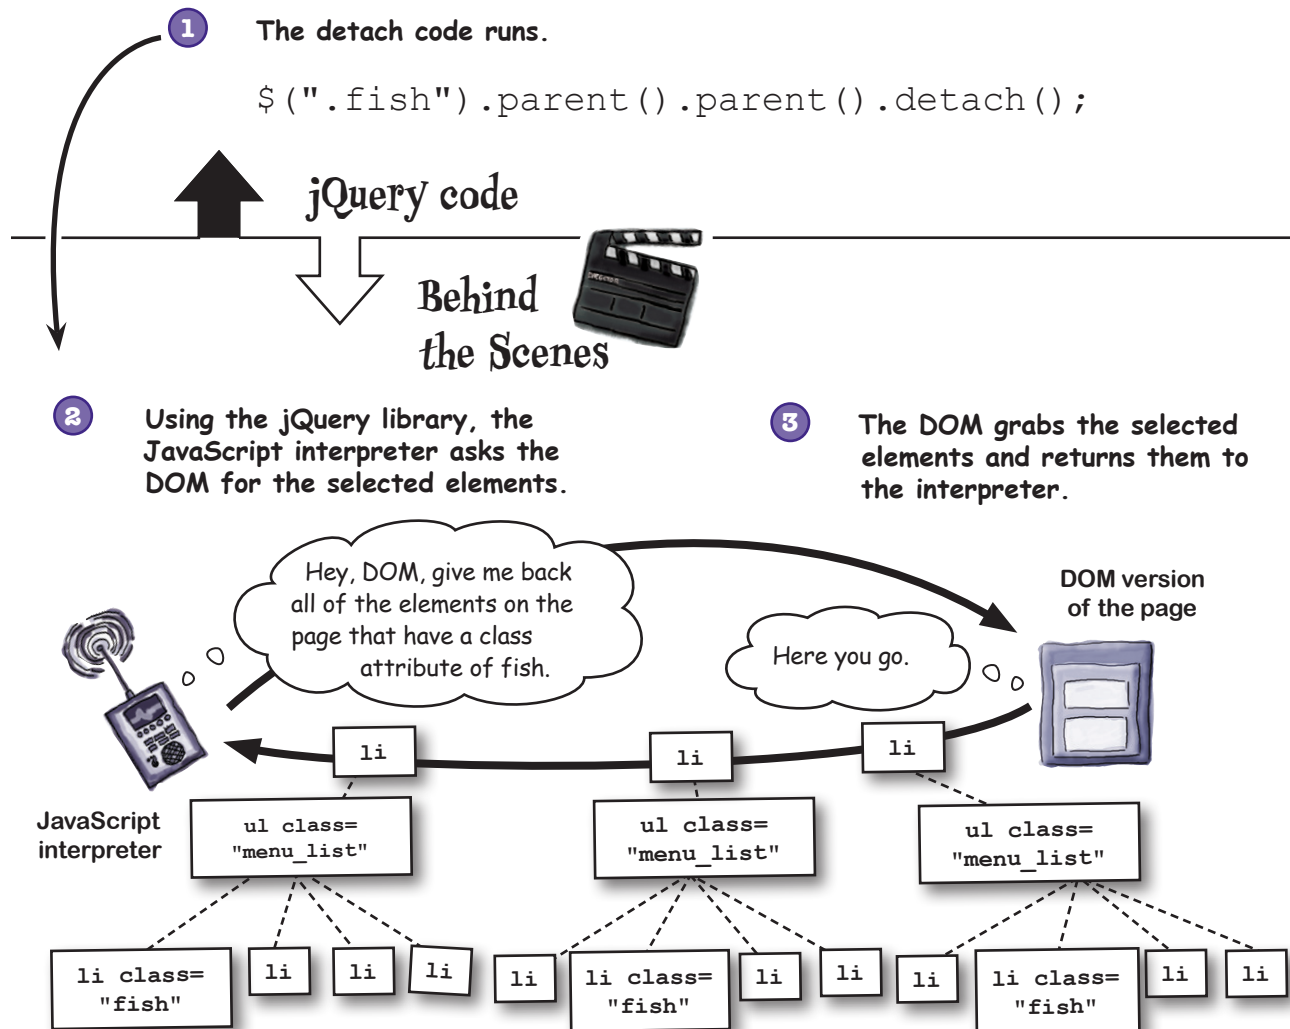 1
The detach code runs.
$(".fish").parent().parent().detach();
jQuery code
Behind
the Scenes
2
Using the jQuery library, the
JavaScript interpreter asks the
DOM for the selected elements.
3
The DOM grabs the selected
elements and returns them to
the interpreter.
Hey, DOM, give me back
all of the elements on the
page that have a class
attribute of fish.
Here you go.
DOM version
of the page
JavaScript
interpreter
li
li
li
ul class=
"menu_list"
ul class=
"menu_list"
ul class=
"menu_list"
li class=
"fish"
li
li
li
li
li class=
"fish"
li
li
li
li class=
"fish"
li
li